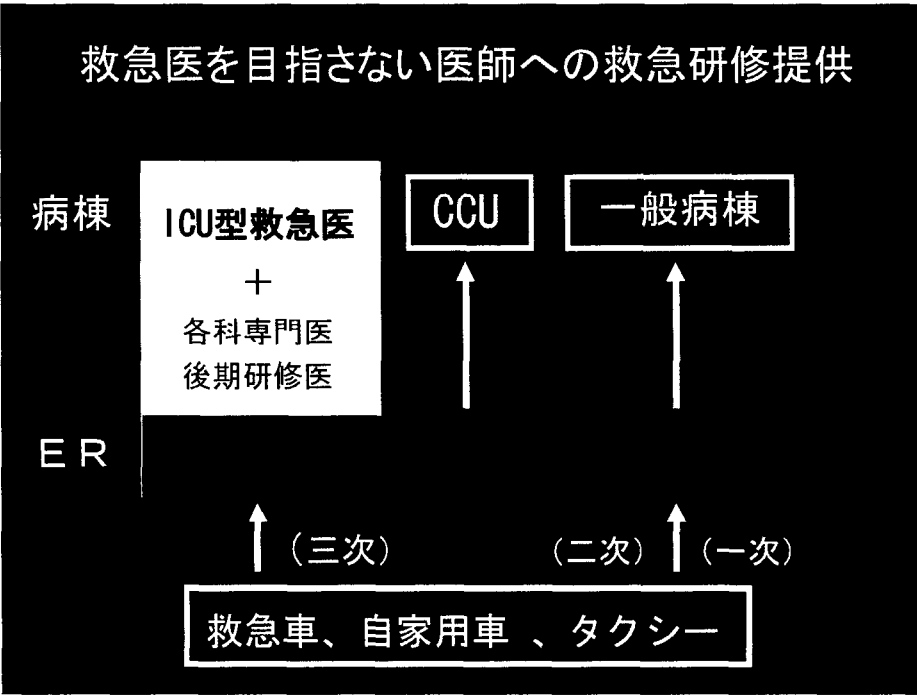 救急医を目指さない医師への救急研修提供
病棟
ICU型救急医
+
各科専門医
後期研修医
CCU
一般病棟
ER
(三次)
(二次)
(一次)
救急車、自家用車、タクシー